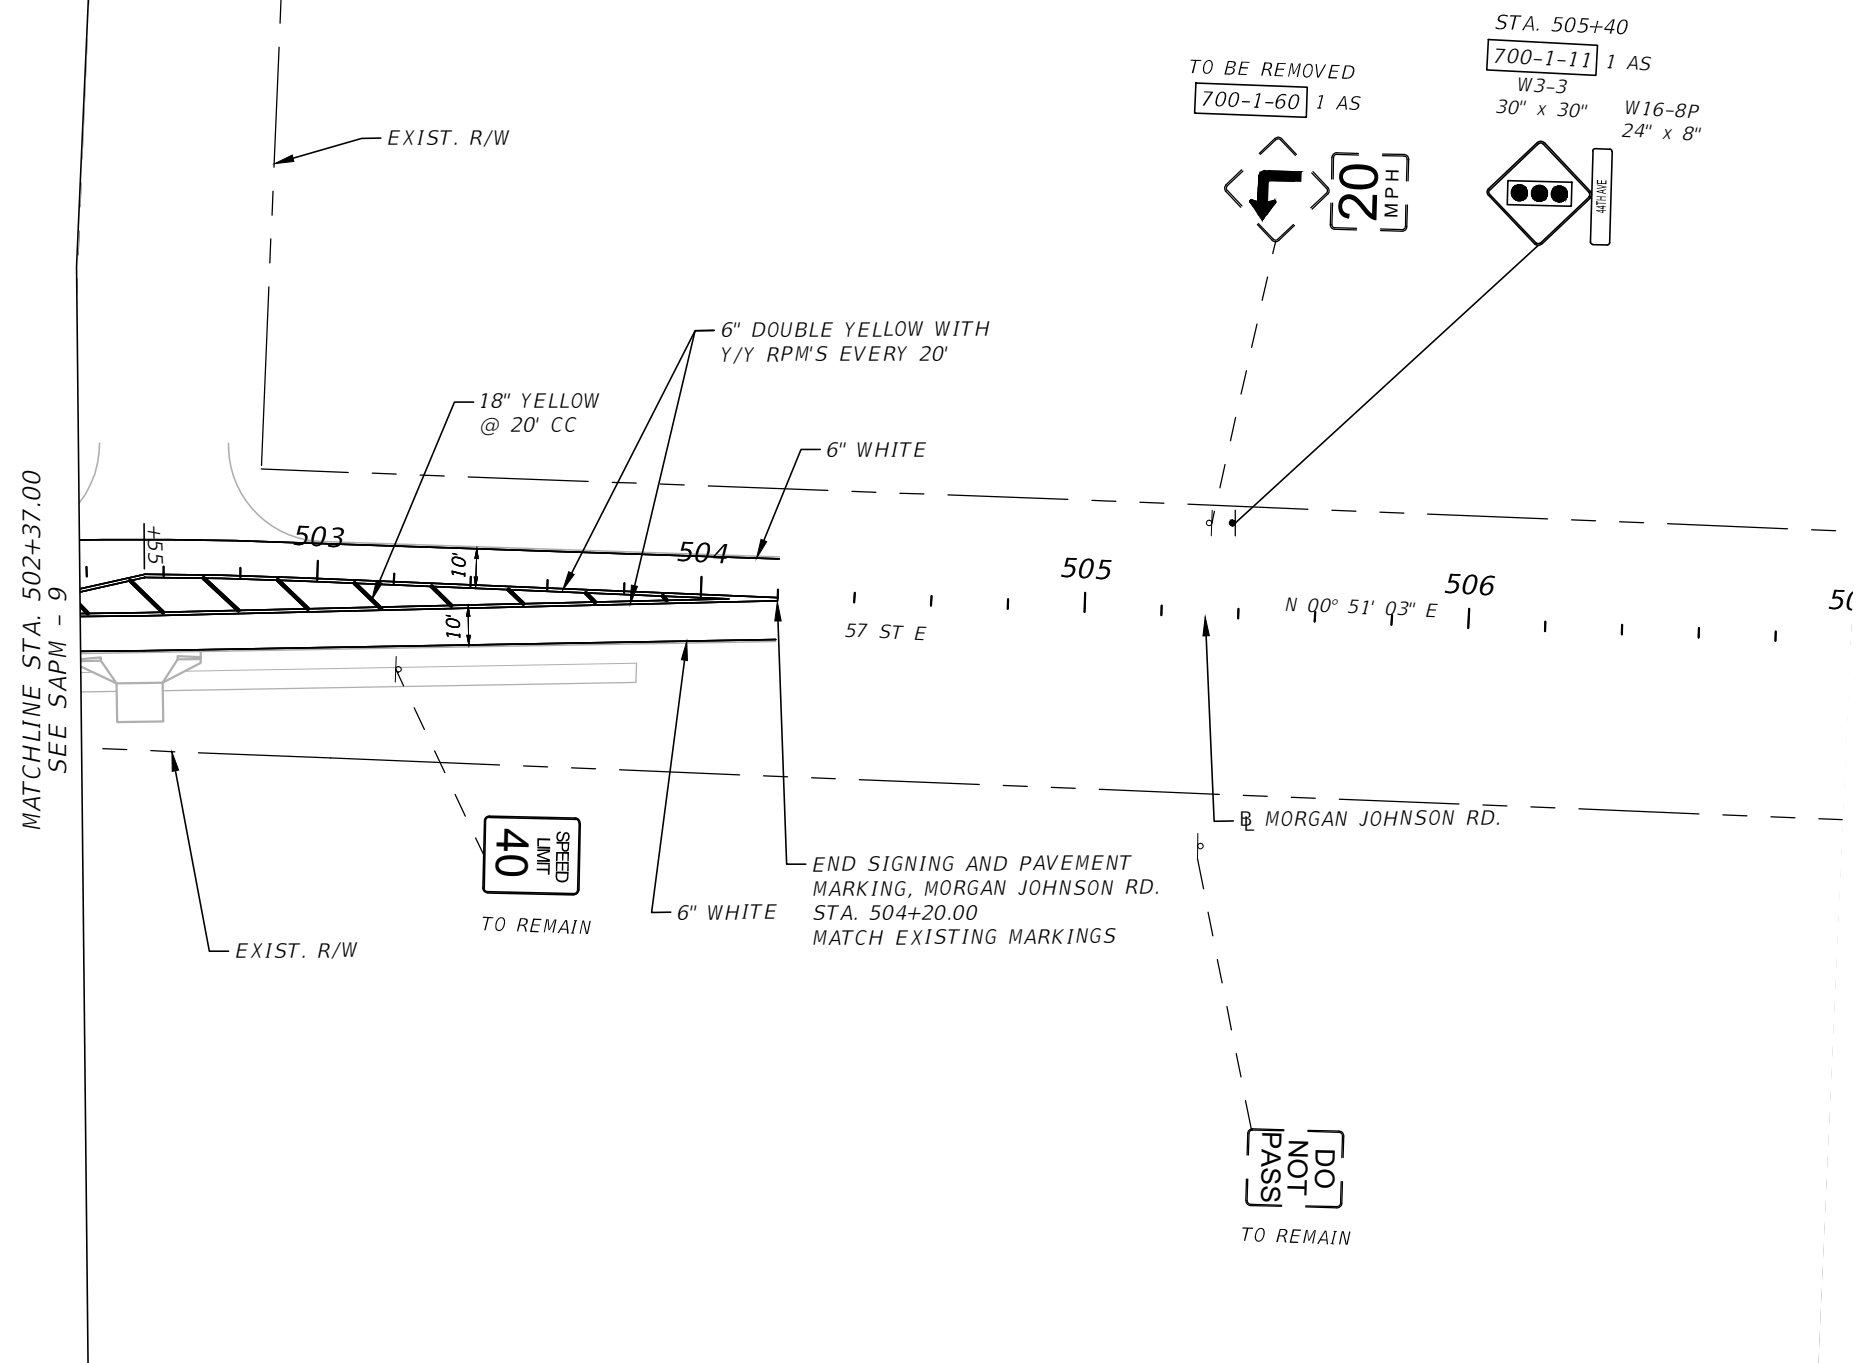 STA. 505+40
700-1-11 1 AS
W3-3
30" x 30"
W16-8P
24" x 8"
TO BE REMOVED
700-1-60 1 AS
20
MPH
44TH AVE
EXIST. R/W
6" DOUBLE YELLOW WITH
Y/Y RPM'S EVERY 20'
18" YELLOW
@ 20' CC
6" WHITE
MATCHLINE STA. 502+37.00
SEE SAPM - 9
+55
503
10'
504
505
506
50
N 00° 51' 03" E
57 ST E
10'
BL MORGAN JOHNSON RD.
SPEED
LIMIT
40
TO REMAIN
6" WHITE
END SIGNING AND PAVEMENT
MARKING, MORGAN JOHNSON RD.
STA. 504+20.00
MATCH EXISTING MARKINGS
EXIST. R/W
DO
NOT
PASS
TO REMAIN